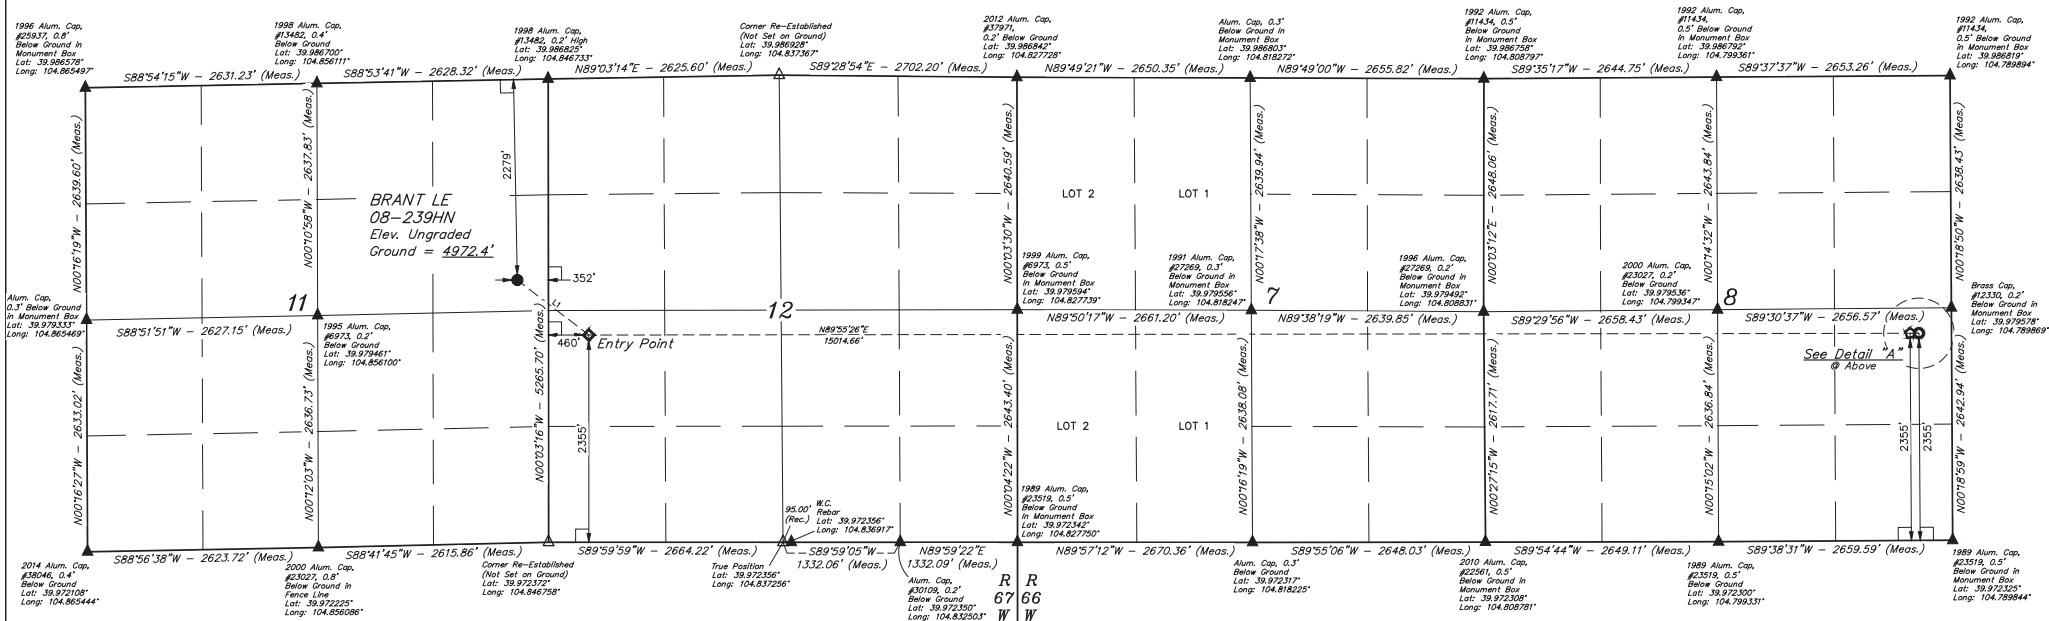 1996 Alum. Cap,
#25937, 0.8'
Below Ground in
Monument Box
Lat: 39.986578°
Long: 104.865497°
1998 Alum. Cap,
#13482, 0.4'
Below Ground
Lat: 39.986700°
Long: 104.856111°
1998 Alum. Cap,
#13482, 0.2' High
Lat: 39.986825°
Long: 104.846733°
Corner Re-Established
(Not Set on Ground)
Lat: 39.986928°
Long: 104.837367°
2012 Alum. Cap,
#37971,
0.2' Below Ground
Lat: 39.986842°
Long: 104.827728°
Alum. Cap, 0.3'
Below Ground in
Monument Box
Lat: 39.986803°
Long: 104.818272°
1992 Alum. Cap,
#11434, 0.5'
Below Ground in
Monument Box
Lat: 39.986758°
Long: 104.808797°
1992 Alum. Cap,
#11434,
0.5' Below Ground
in Monument Box
Lat: 39.986792°
Long: 104.799361°
1992 Alum. Cap,
#11434,
0.5' Below Ground
in Monument Box
Lat: 39.986819°
Long: 104.789894°
S88°54'15"W - 2631.23' (Meas.)
S88°53'41"W - 2628.32' (Meas.)
N89°03'14"E - 2625.60' (Meas.)
S89°28'54"E - 2702.20' (Meas.)
N89°49'21"W - 2650.35' (Meas.)
N89°49'00"W - 2655.82' (Meas.)
S89°35'17"W - 2644.75' (Meas.)
S89°37'37"W - 2653.26' (Meas.)
N00°16'19"W - 2639.60' (Meas.)
N00°10'58"W - 2637.83' (Meas.)
2279'
N00°03'30"W - 2640.59' (Meas.)
N00°17'38"W - 2639.94' (Meas.)
N00°03'12"E - 2648.06' (Meas.)
N00°14'32"W - 2643.84' (Meas.)
N00°18'50"W - 2638.43' (Meas.)
BRANT LE
08-239HN
Elev. Ungraded
Ground = 4972.4'
LOT 2
LOT 1
352'
L1
Alum. Cap,
0.3' Below Ground
in Monument Box
Lat: 39.979333°
Long: 104.865469°
11
12
7
8
1999 Alum. Cap,
#6973, 0.5'
Below Ground
in Monument Box
Lat: 39.979594°
Long: 104.827739°
1991 Alum. Cap,
#27269, 0.3'
Below Ground in
Monument Box
Lat: 39.979556°
Long: 104.818247°
1996 Alum. Cap,
#27269, 0.2'
Below Ground in
Monument Box
Lat: 39.979492°
Long: 104.808831°
2000 Alum. Cap,
#23027, 0.2'
Below Ground
Lat: 39.979536°
Long: 104.799347°
Brass Cap,
#12330, 0.2'
Below Ground in
Monument Box
Lat: 39.979578°
Long: 104.789869°
S88°51'51"W - 2627.15' (Meas.)
1995 Alum. Cap,
#6973, 0.2'
Below Ground
Lat: 39.979461°
Long: 104.856100°
N89°50'17"W - 2661.20' (Meas.)
N89°38'19"W - 2639.85' (Meas.)
S89°29'56"W - 2658.43' (Meas.)
S89°30'37"W - 2656.57' (Meas.)
460'
Entry Point
N89°55'26"E
15014.66'
See Detail "A"
@ Above
N00°16'27"W - 2633.02' (Meas.)
N00°12'03"W - 2636.73' (Meas.)
N00°03'16"W - 5265.70' (Meas.)
2355'
N00°04'22"W - 2643.40' (Meas.)
N00°16'19"W - 2638.08' (Meas.)
N00°27'15"W - 2617.71' (Meas.)
N00°15'02"W - 2636.84' (Meas.)
2355'
2355'
N00°18'59"W - 2642.94' (Meas.)
LOT 2
LOT 1
95.00'
(Rec.)
W.C.
Rebar
Lat: 39.972356°
Long: 104.836917°
1989 Alum. Cap,
#23519, 0.5'
Below Ground
in Monument Box
Lat: 39.972342°
Long: 104.827750°
S88°56'38"W - 2623.72' (Meas.)
S88°41'45"W - 2615.86' (Meas.)
S89°59'59"W - 2664.22' (Meas.)
S89°59'05"W
1332.06' (Meas.)
N89°59'22"E
1332.09' (Meas.)
N89°57'12"W - 2670.36' (Meas.)
S89°55'06"W - 2648.03' (Meas.)
S89°54'44"W - 2649.11' (Meas.)
S89°38'31"W - 2659.59' (Meas.)
2014 Alum. Cap,
#38046, 0.4'
Below Ground
Lat: 39.972108°
Long: 104.865444°
2000 Alum. Cap,
#23027, 0.8'
Below Ground in
Fence Line
Lat: 39.972225°
Long: 104.856086°
Corner Re-Established
(Not Set on Ground)
Lat: 39.972372°
Long: 104.846758°
True Position
Lat: 39.972356°
Long: 104.837256°
Alum. Cap,
#30109, 0.2'
Below Ground
Lat: 39.972350°
Long: 104.832503°
R R
67 66
W W
Alum. Cap, 0.3'
Below Ground
Lat: 39.972317°
Long: 104.818225°
2010 Alum. Cap,
#22561, 0.5'
Below Ground in
Monument Box
Lat: 39.972308°
Long: 104.808781°
1989 Alum. Cap,
#23519, 0.5'
Below Ground
Lat: 39.972300°
Long: 104.799331°
1989 Alum. Cap,
#23519, 0.5'
Below Ground in
Monument Box
Lat: 39.972325°
Long: 104.789844°